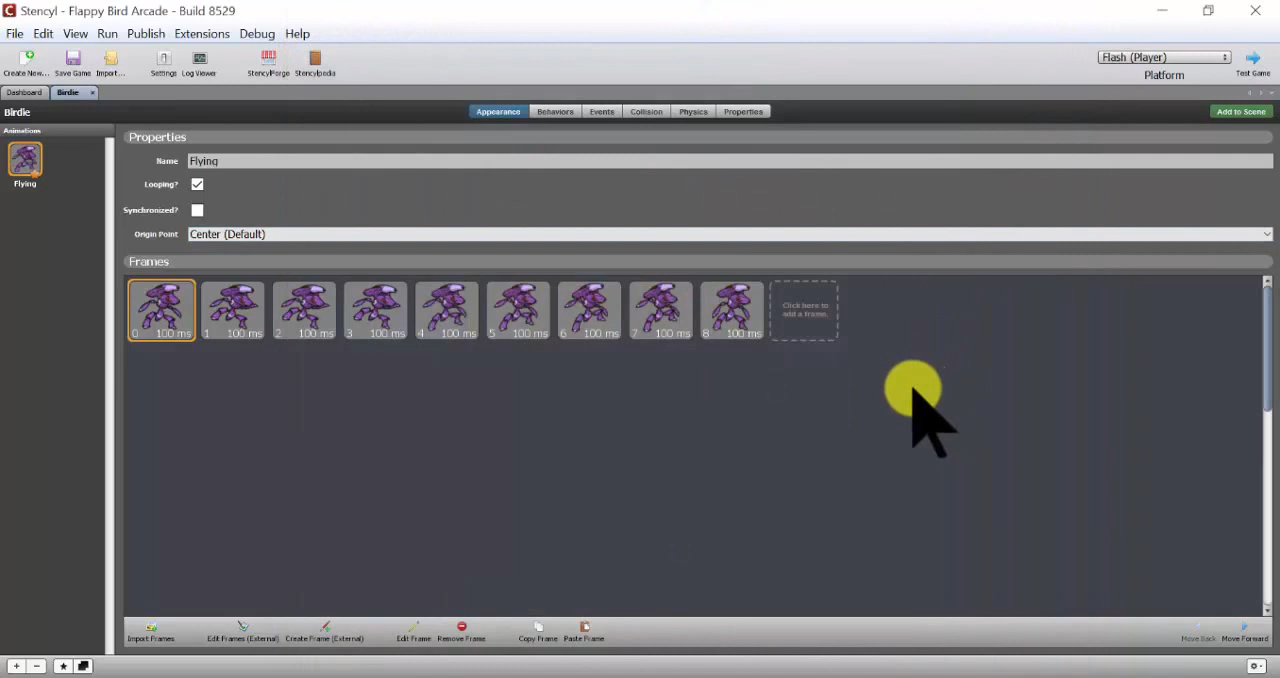 Stencyl - Flappy Bird Arcade - Build 8529
File Edit View Run Publish Extensions Debug Help
Create New... Save Game Import... Settings Log Viewer StencylForge Stencylpedia
Flash (Player)
Platform
Test Game
Dashboard Birdie
Birdie
Appearance Behaviors Events Collision Physics Properties
Add to Scene
Animations
Flying
Properties
Name Flying
Looping?
Synchronized?
Origin Point Center (Default)
Frames
0 100 ms 1 100 ms 2 100 ms 3 100 ms 4 100 ms 5 100 ms 6 100 ms 7 100 ms 8 100 ms
Click here to
add a frame.
Import Frames Edit Frames (External) Create Frame (External) Edit Frame Remove Frame Copy Frame Paste Frame Move Back Move Forward